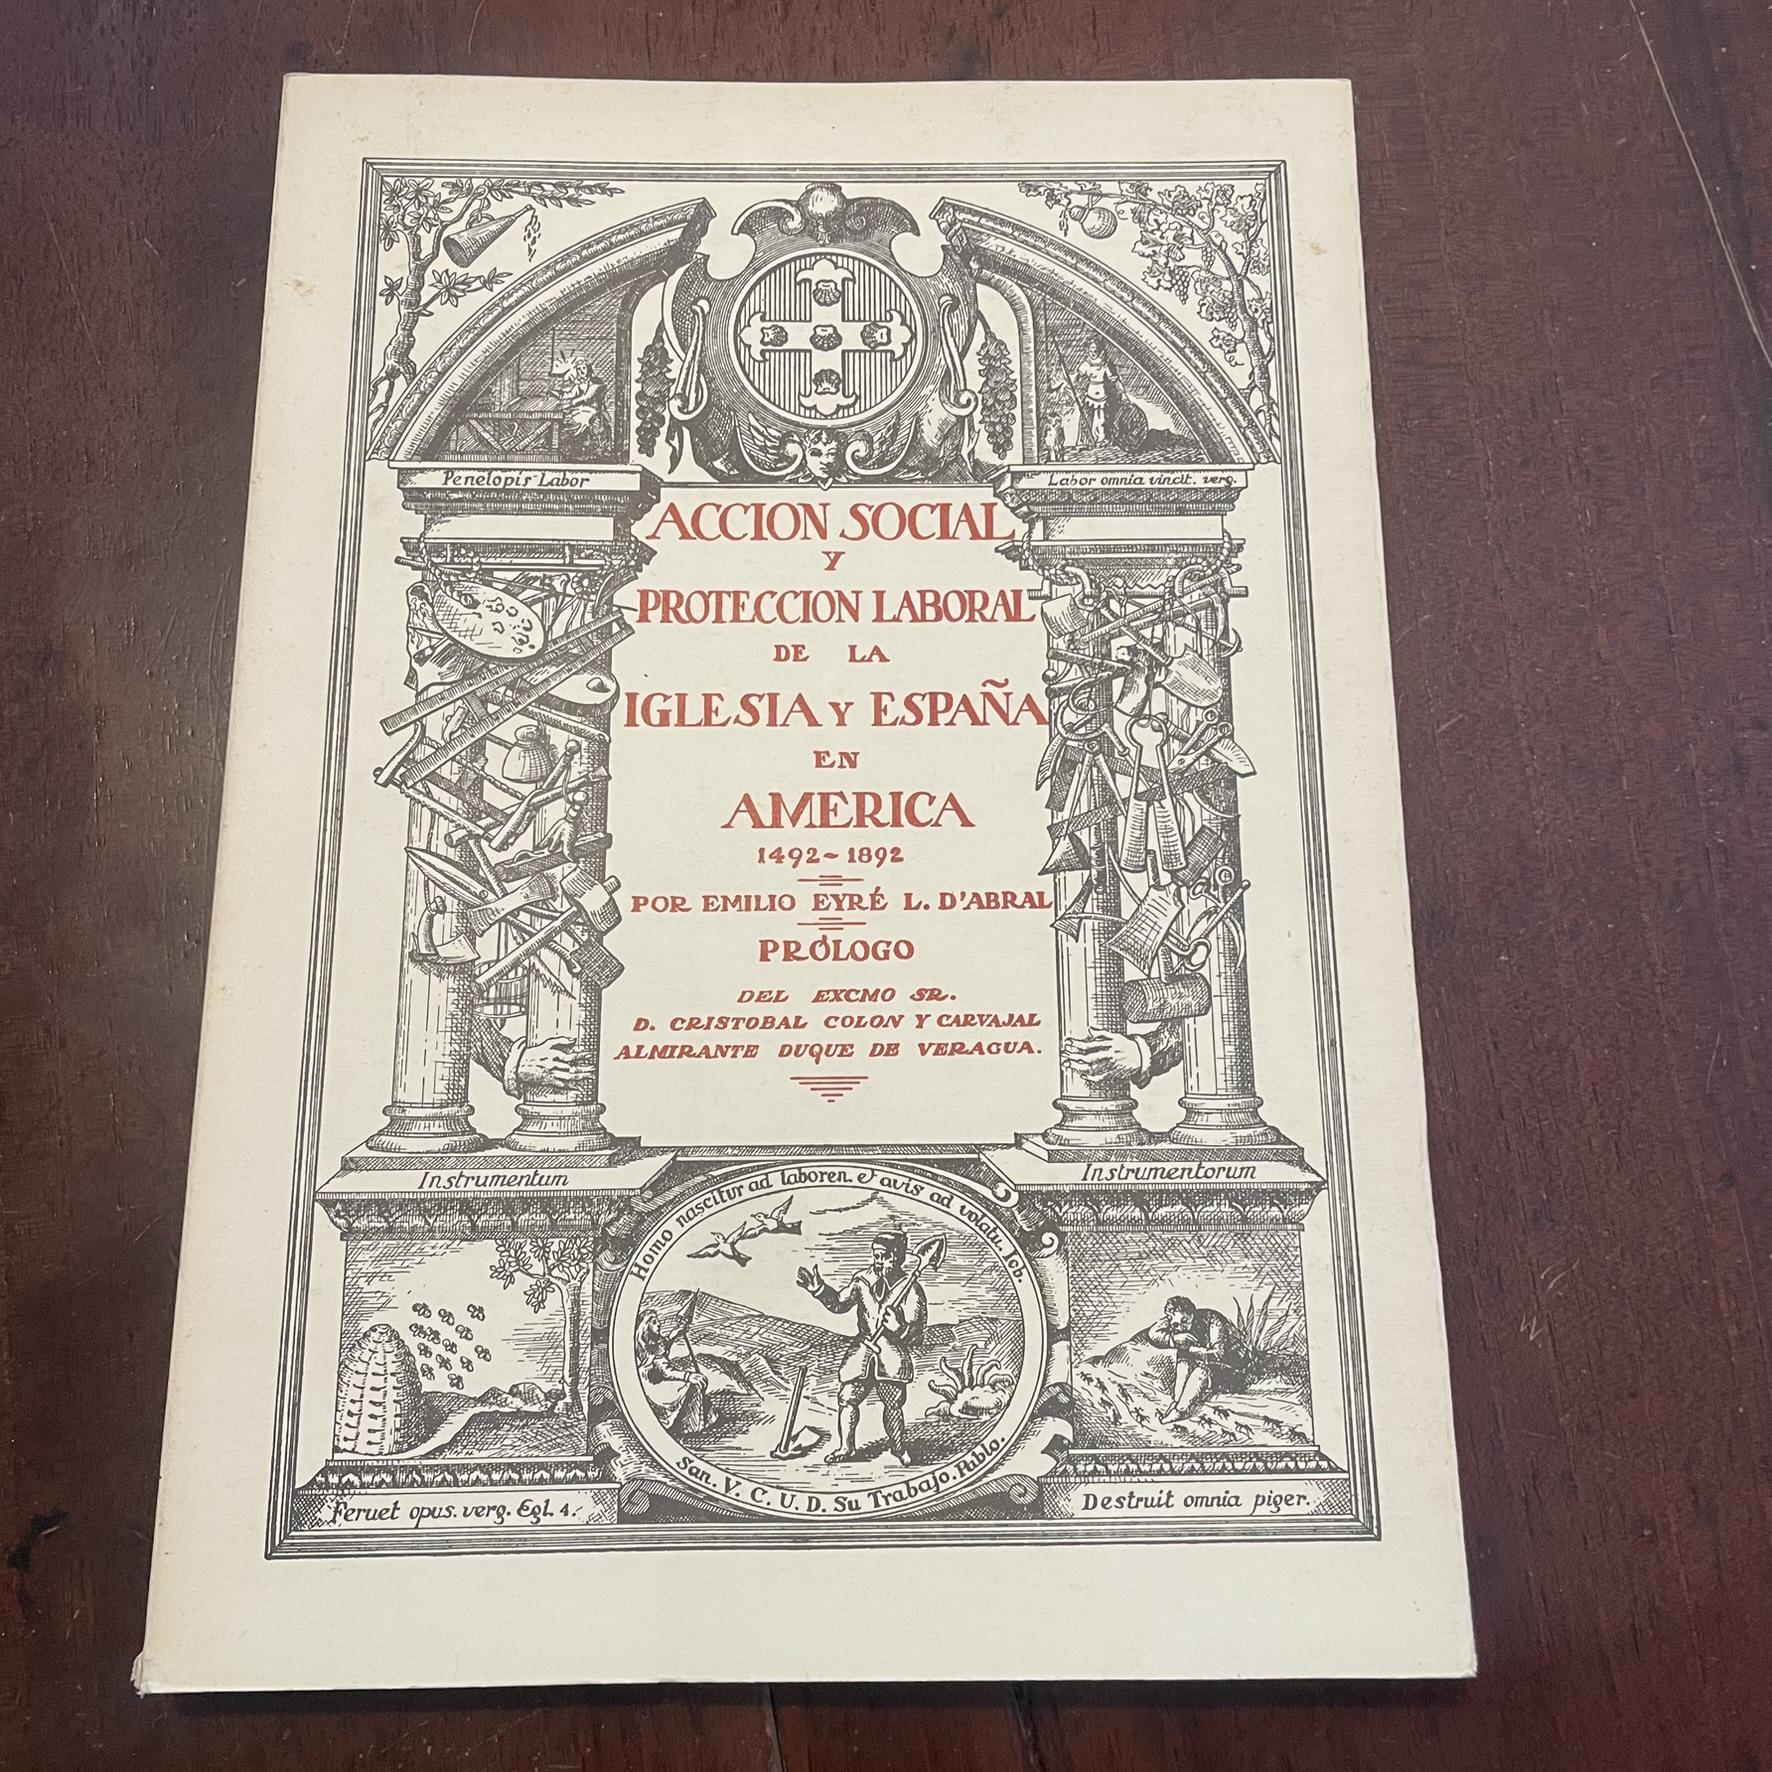 Penelopis Labor
Labor omnia vincit. verg.
ACCION SOCIAL
Y
PROTECCION LABORAL
DE LA
IGLESIA Y ESPAÑA
EN
AMERICA
1492-1892
POR EMILIO EYRÉ L. D'ABRAL
PRÓLOGO
DEL EXCMO SR.
D. CRISTOBAL COLON Y CARVAJAL
ALMIRANTE DUQUE DE VERAGUA.
Instrumentum
Instrumentorum
Homo nascitur ad laboren. et avis ad volatu. Iob.
San. V. C. U. D. Su Trabajo. Pablo.
Feruet opus. verg. Egl. 4.
Destruit omnia piger.